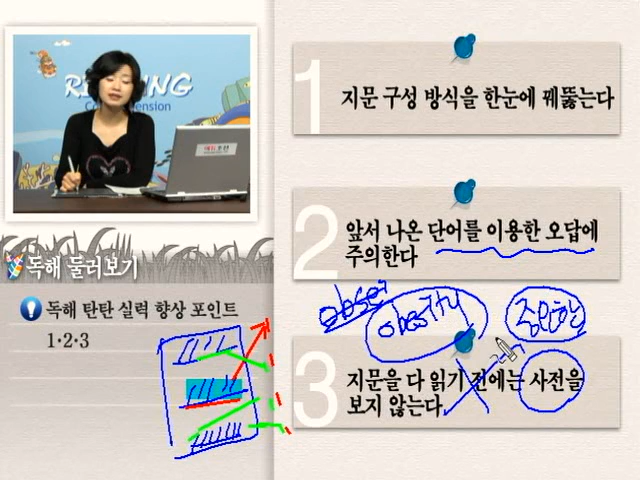 1
지문 구성 방식을 한눈에 꿰뚫는다
2
앞서 나온 단어를 이용한 오답에
주의한다
3
지문을 다 읽기 전에는 사전을
보지 않는다.
독해 둘러보기
독해 탄탄 실력 향상 포인트
1·2·3